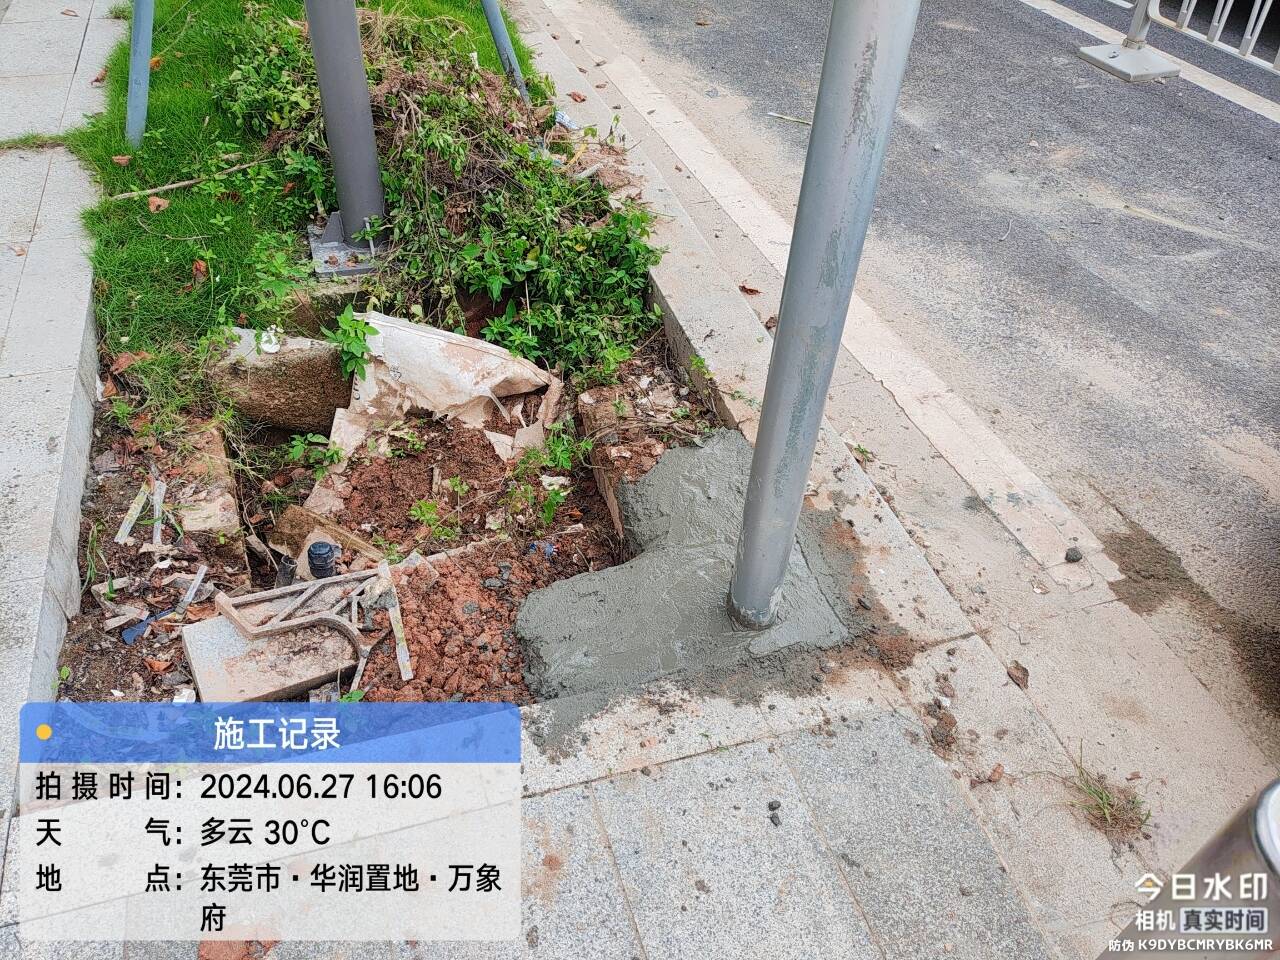 施工记录
拍摄时间：2024.06.27 16:06
天气：多云 30°C
地点：东莞市·华润置地·万象
府
今日水印
相机 真实时间
防伪 K9DYBCMRYBK6MR